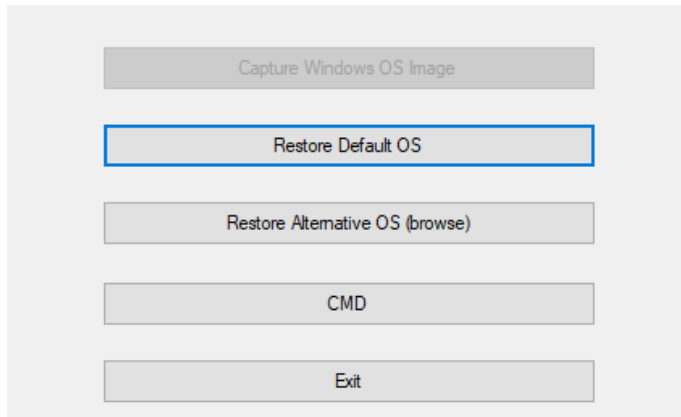 Capture Windows OS Image
Restore Default OS
Restore Alternative OS (browse)
CMD
Exit